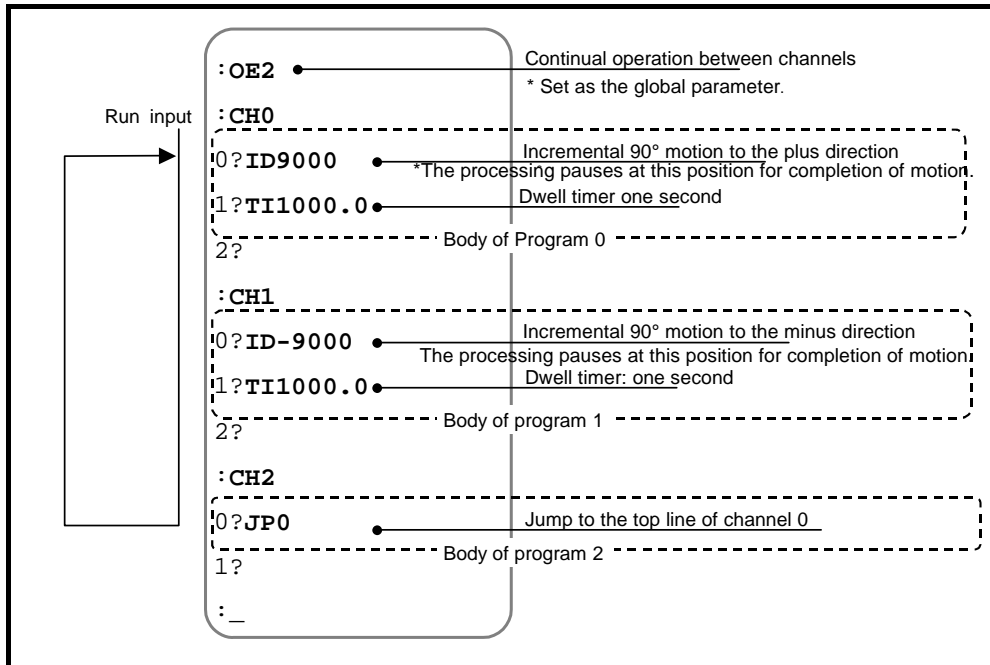 :OE2
Continual operation between channels
* Set as the global parameter.
Run input
:CH0
0?ID9000
Incremental 90° motion to the plus direction
*The processing pauses at this position for completion of motion.
1?TI1000.0
Dwell timer one second
Body of Program 0
2?
:CH1
0?ID-9000
Incremental 90° motion to the minus direction
The processing pauses at this position for completion of motion.
1?TI1000.0
Dwell timer: one second
Body of program 1
2?
:CH2
0?JP0
Jump to the top line of channel 0
Body of program 2
1?
:_